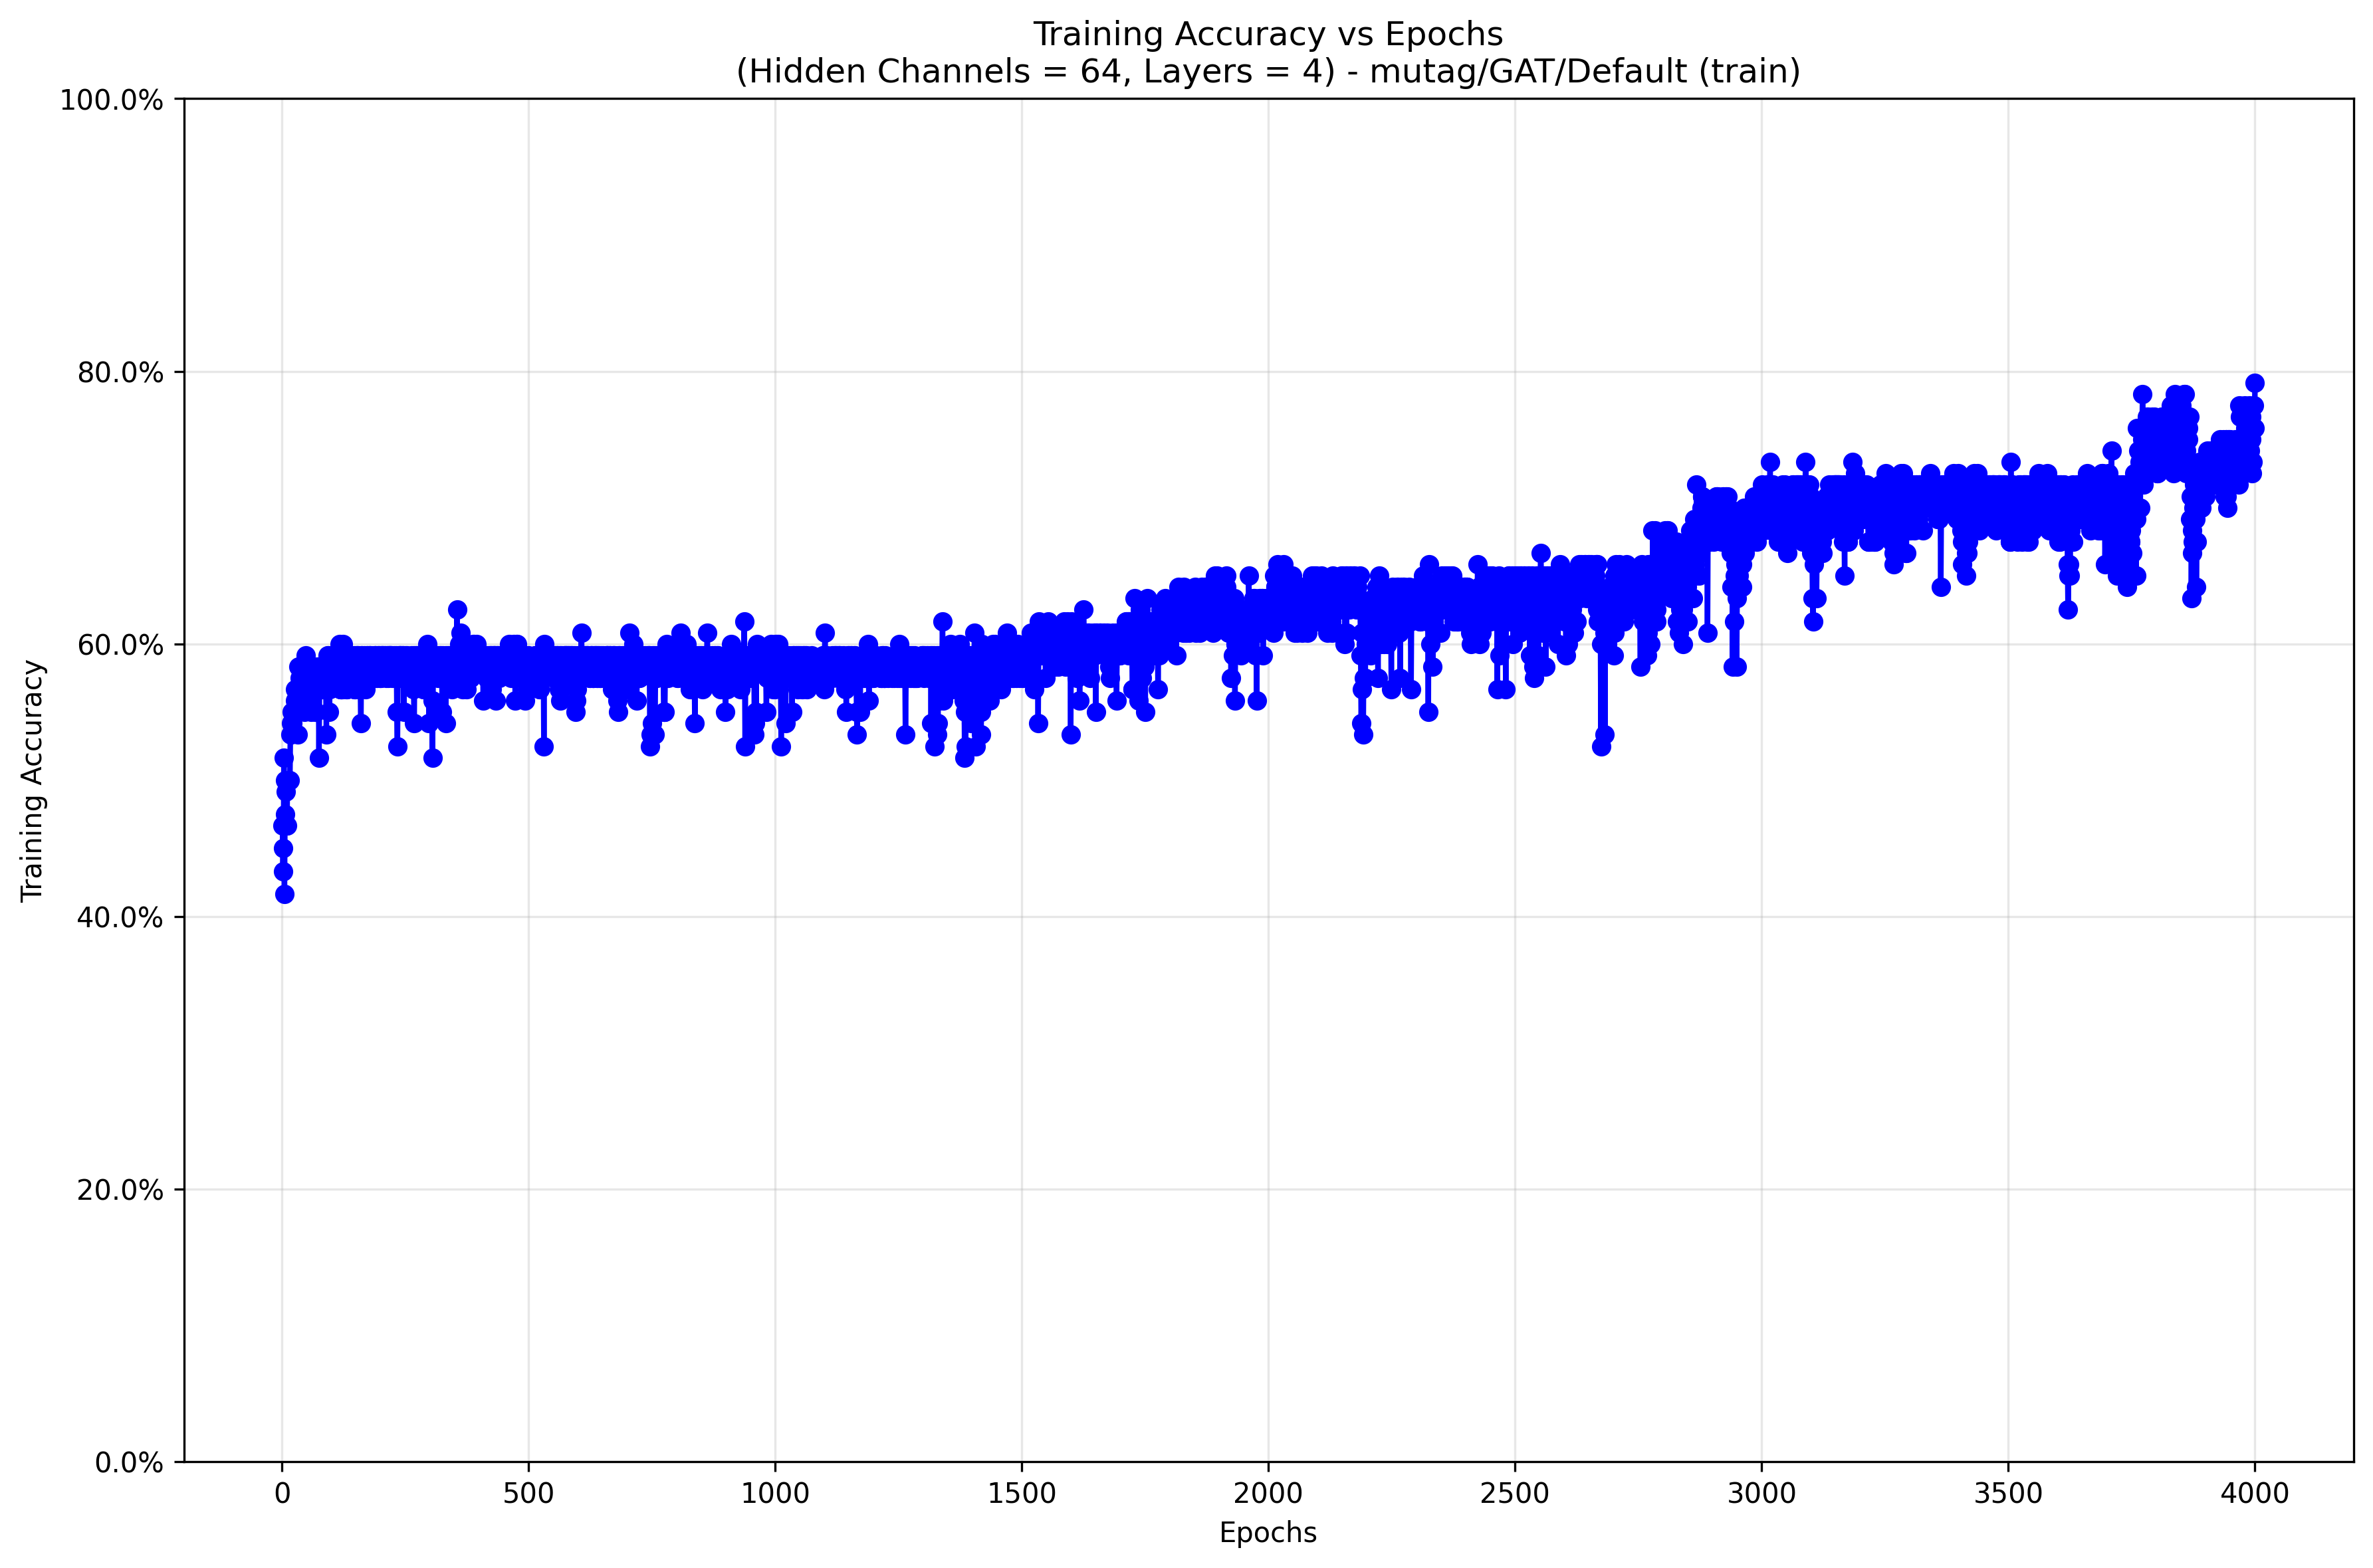 Training Accuracy vs Epochs
(Hidden Channels = 64, Layers = 4) - mutag/GAT/Default (train)
100.0%
80.0%
60.0%
40.0%
20.0%
0.0%
Training Accuracy
0 500 1000 1500 2000 2500 3000 3500 4000
Epochs